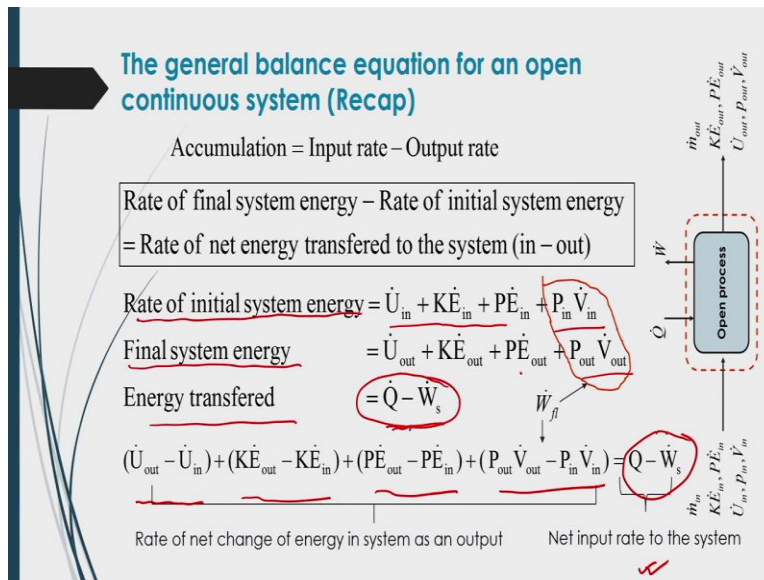 The general balance equation for an open
continuous system (Recap)
Accumulation = Input rate – Output rate
Rate of final system energy – Rate of initial system energy
= Rate of net energy transfered to the system (in – out)
Rate of initial system energy = U̇in + KĖin + PĖin + PinV̇in
Final system energy = U̇out + KĖout + PĖout + PoutV̇out
Energy transfered = Q̇ – Ẇs
Ẇfl
(U̇out – U̇in) + (KĖout – KĖin) + (PĖout – PĖin) + (PoutV̇out – PinV̇in) = Q – Ẇs
Rate of net change of energy in system as an output
Net input rate to the system
ṁout
KĖout, PĖout
U̇out, pout, V̇out
Ẇ
Open process
Q̇
ṁin
KĖin, PĖin
U̇in, pin, V̇in